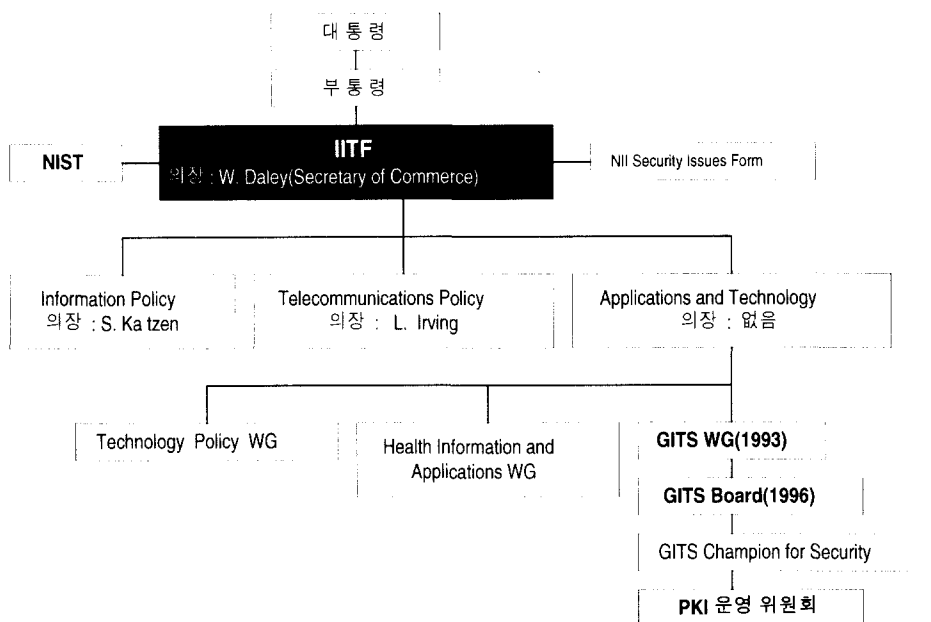 대 통 령
부 통 령
IITF
의장 : W. Daley(Secretary of Commerce)
NIST
NII Security Issues Form
Information Policy
의장 : S. Ka tzen
Telecommunications Policy
의장 : L. Irving
Applications and Technology
의장 : 없음
Technology Policy WG
Health Information and
Applications WG
GITS WG(1993)
GITS Board(1996)
GITS Champion for Security
PKI 운영 위원회